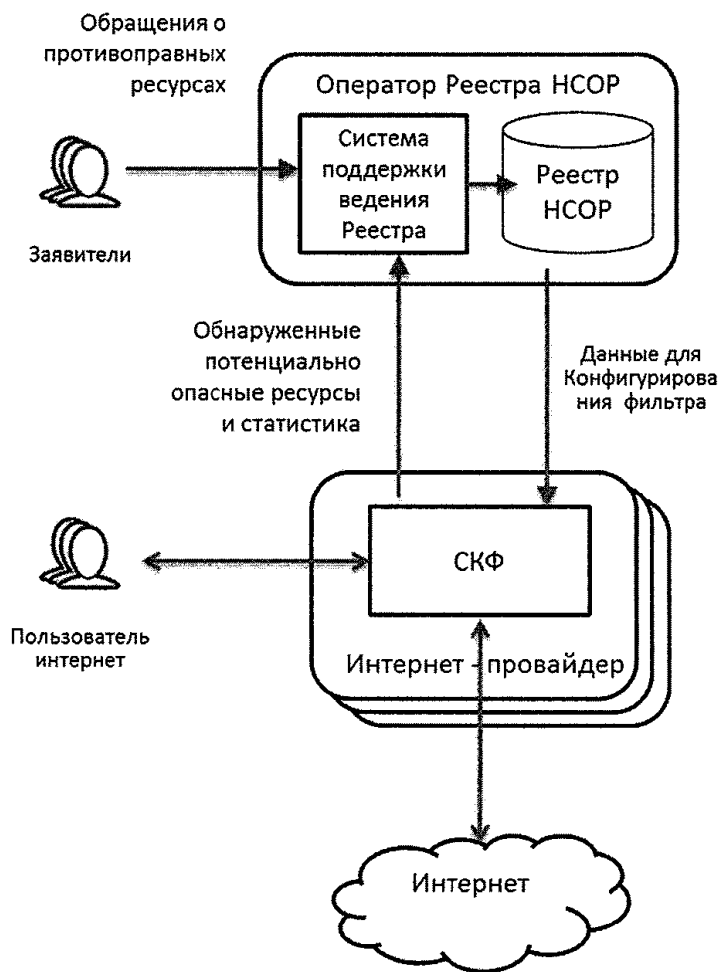 Обращения о
противоправных
ресурсах
Оператор Реестра НСОР
Система
поддержки
ведения
Реестра
Реестр
НСОР
Заявители
Обнаруженные
потенциально
опасные ресурсы
и статистика
Данные для
Конфигурирова
ния фильтра
СКФ
Пользователь
интернет
Интернет - провайдер
Интернет